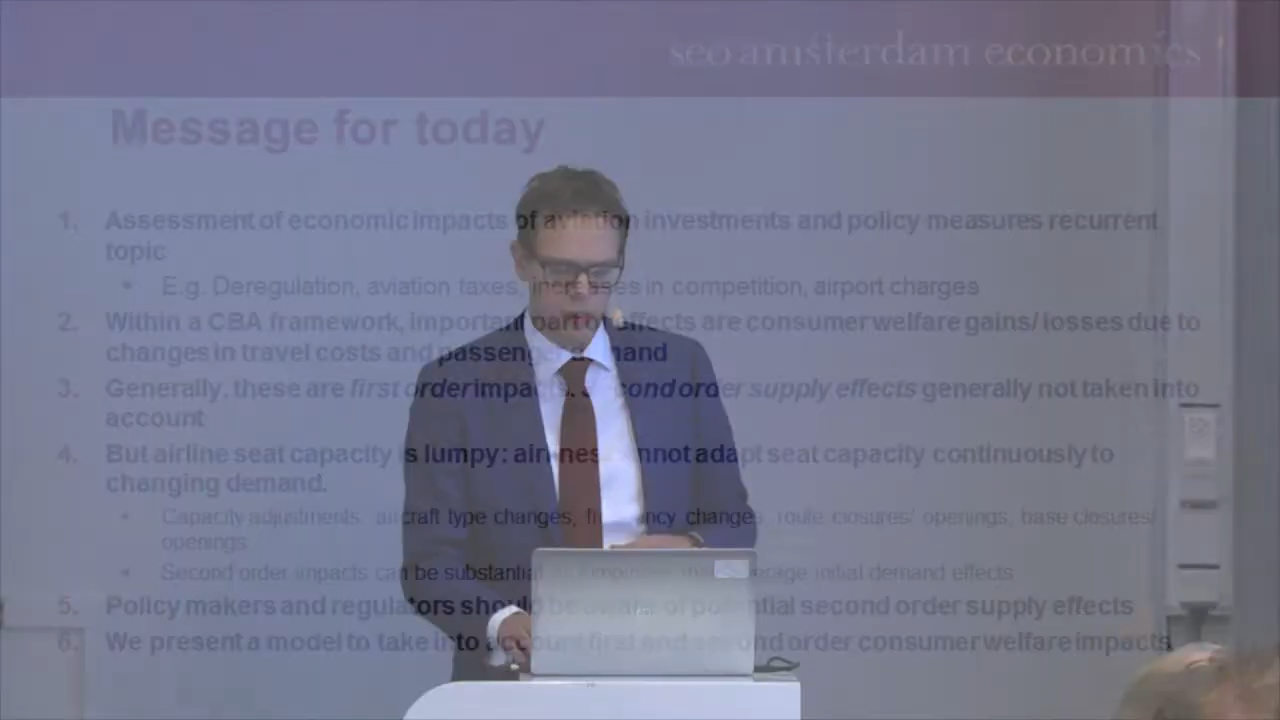 seo amsterdam economics
Message for today
1. Assessment of economic impacts of aviation investments and policy measures recurrent
topic
• E.g. Deregulation, aviation taxes, increases in competition, airport charges
2. Within a CBA framework, important part effects are consumer welfare gains/ losses due to
changes in travel costs and passenger demand
3. Generally, these are first order impacts. Second order supply effects generally not taken into
account
4. But airline seat capacity is lumpy: airlines cannot adapt seat capacity continuously to
changing demand.
• Capacity adjustments: aircraft type changes, frequency changes, route closures/ openings, base closures/
openings
• Second order impacts can be substantial initial demand effects
5. Policy makers and regulators should be aware of potential second order supply effects
6. We present a model to take into account first and second order consumer welfare impacts